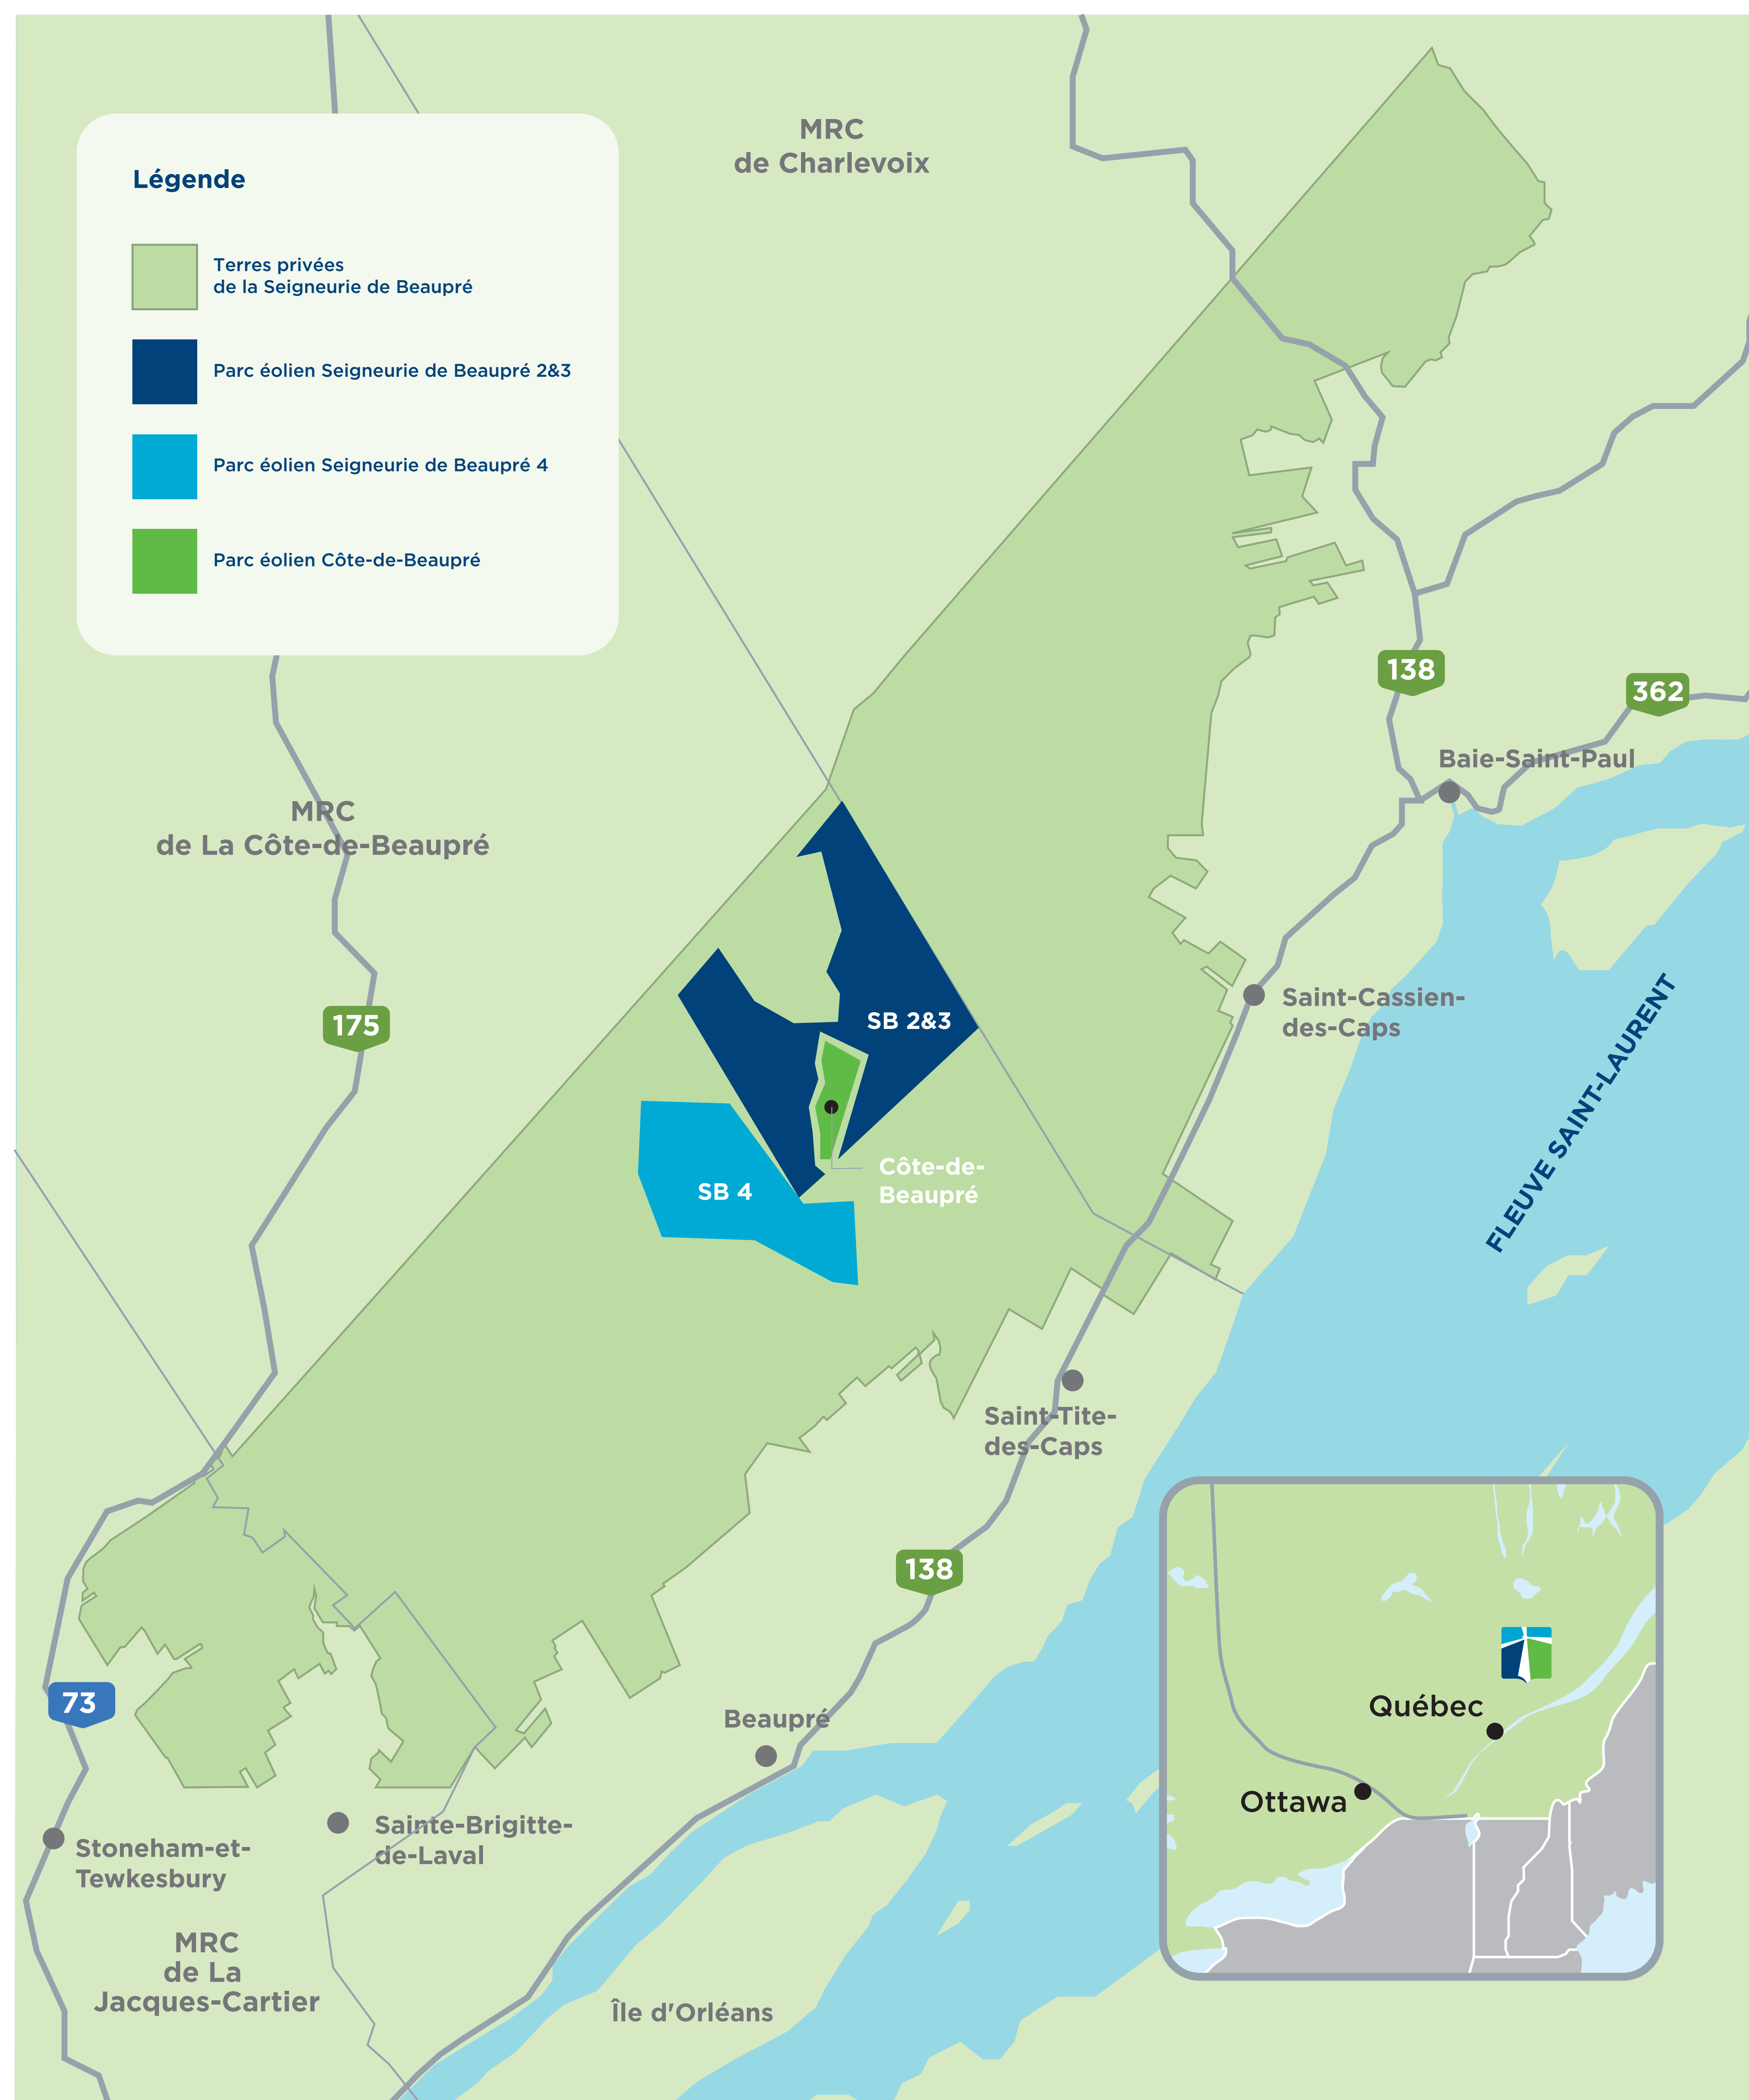 MRC
de Charlevoix
Légende
Terres privées
de la Seigneurie de Beaupré
Parc éolien Seigneurie de Beaupré 2&3
Parc éolien Seigneurie de Beaupré 4
Parc éolien Côte-de-Beaupré
138
362
Baie-Saint-Paul
MRC
de La Côte-de-Beaupré
175
SB 2&3
Saint-Cassien-
des-Caps
FLEUVE SAINT-LAURENT
Côte-de-
Beaupré
SB 4
Saint-Tite-
des-Caps
138
73
Beaupré
Québec
Ottawa
Sainte-Brigitte-
de-Laval
Stoneham-et-
Tewkesbury
MRC
de La
Jacques-Cartier
Île d'Orléans